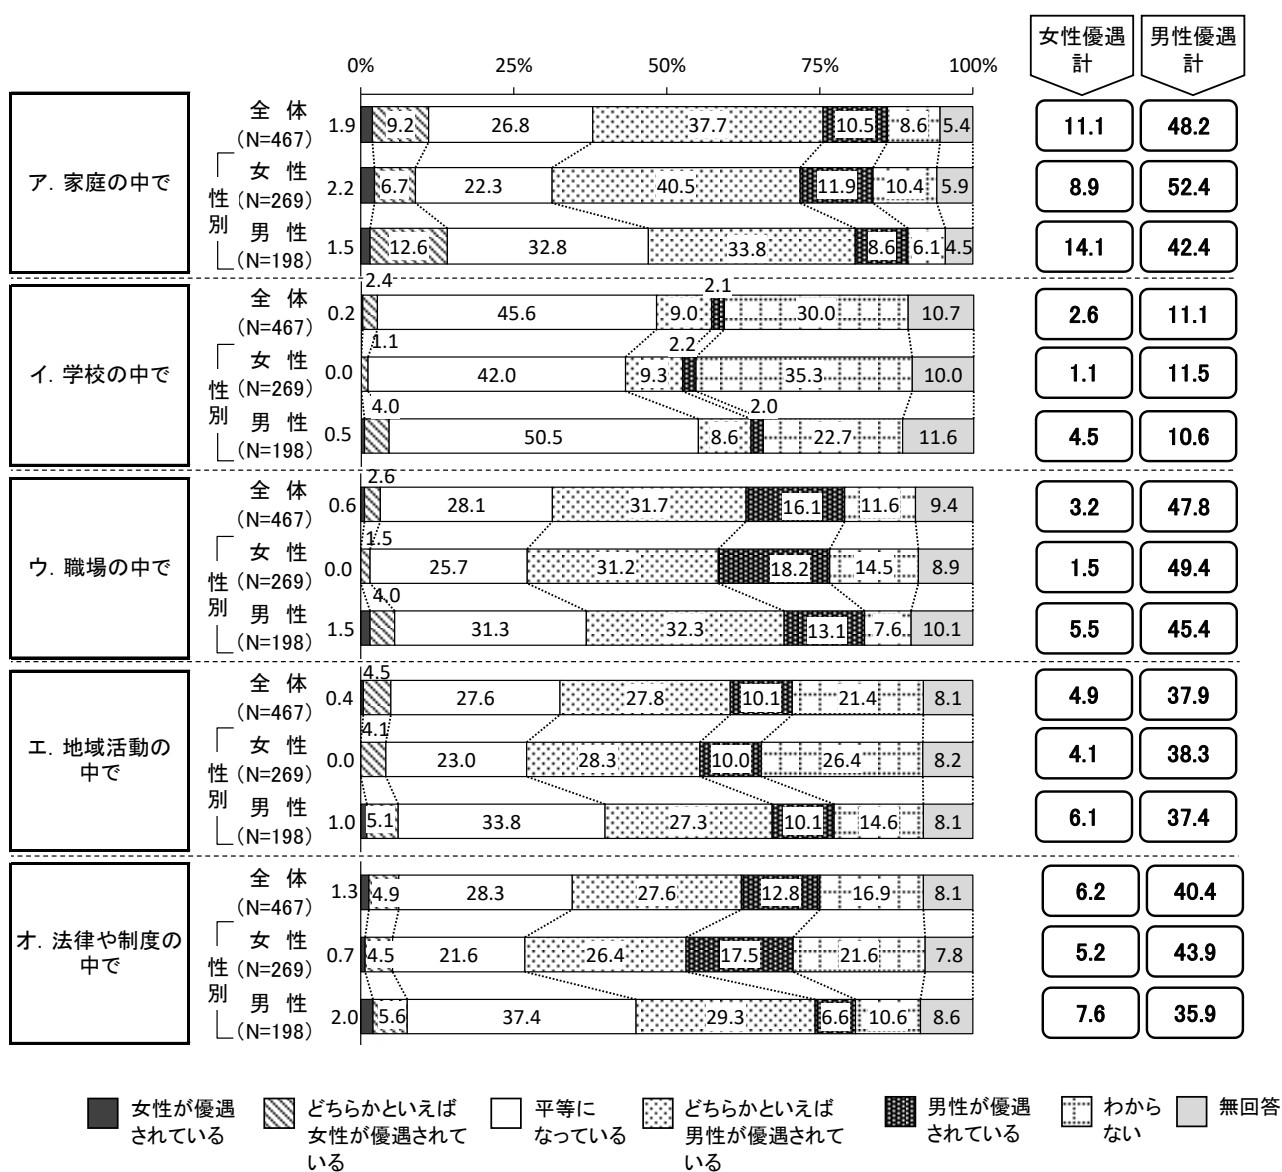 女性優遇
計
男性優遇
計
0% 25% 50% 75% 100%
ア. 家庭の中で
全 体
(N=467)
1.9 9.2 26.8 37.7 10.5 8.6 5.4 11.1 48.2
性別
女 性
(N=269)
2.2 6.7 22.3 40.5 11.9 10.4 5.9 8.9 52.4
男 性
(N=198)
1.5 12.6 32.8 33.8 8.6 6.1 4.5 14.1 42.4
イ. 学校の中で
全 体
(N=467)
0.2 2.4 45.6 9.0 2.1 30.0 10.7 2.6 11.1
性別
女 性
(N=269)
0.0 1.1 42.0 9.3 2.2 35.3 10.0 1.1 11.5
男 性
(N=198)
0.5 4.0 50.5 8.6 2.0 22.7 11.6 4.5 10.6
ウ. 職場の中で
全 体
(N=467)
0.6 2.6 28.1 31.7 16.1 11.6 9.4 3.2 47.8
性別
女 性
(N=269)
0.0 1.5 25.7 31.2 18.2 14.5 8.9 1.5 49.4
男 性
(N=198)
1.5 4.0 31.3 32.3 13.1 7.6 10.1 5.5 45.4
エ. 地域活動の
中で
全 体
(N=467)
0.4 4.5 27.6 27.8 10.1 21.4 8.1 4.9 37.9
性別
女 性
(N=269)
0.0 4.1 23.0 28.3 10.0 26.4 8.2 4.1 38.3
男 性
(N=198)
1.0 5.1 33.8 27.3 10.1 14.6 8.1 6.1 37.4
オ. 法律や制度の
中で
全 体
(N=467)
1.3 4.9 28.3 27.6 12.8 16.9 8.1 6.2 40.4
性別
女 性
(N=269)
0.7 4.5 21.6 26.4 17.5 21.6 7.8 5.2 43.9
男 性
(N=198)
2.0 5.6 37.4 29.3 6.6 10.6 8.6 7.6 35.9
女性が優遇
されている
どちらかといえば
女性が優遇されて
いる
平等に
なっている
どちらかといえば
男性が優遇されて
いる
男性が優遇
されている
わから
ない
無回答